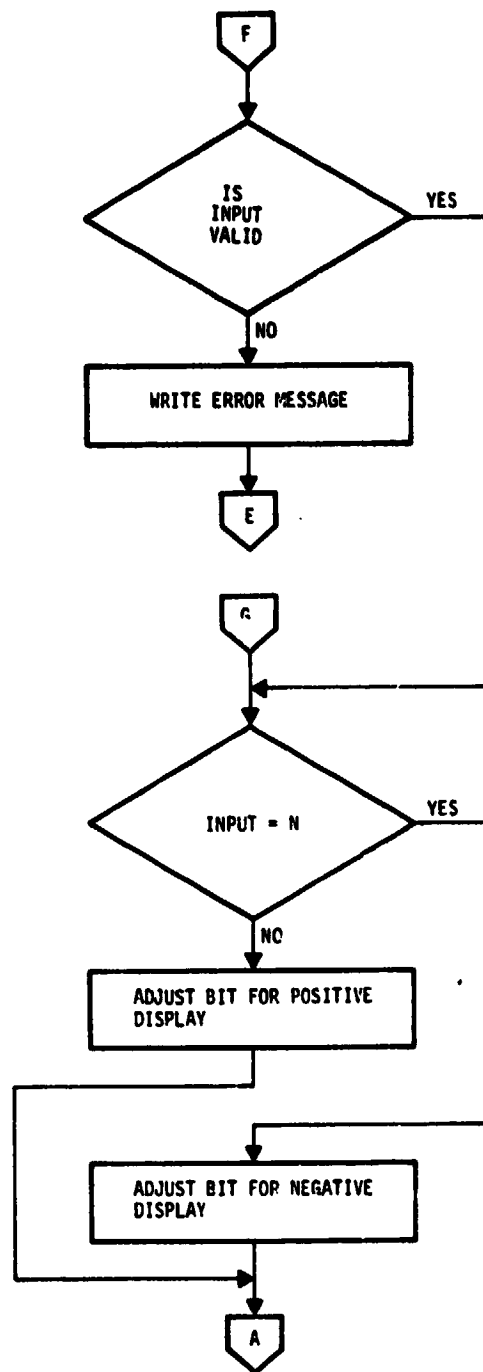 F
IS
INPUT
VALID
YES
NO
WRITE ERROR MESSAGE
E
G
INPUT = N
YES
NO
ADJUST BIT FOR POSITIVE
DISPLAY
ADJUST BIT FOR NEGATIVE
DISPLAY
A